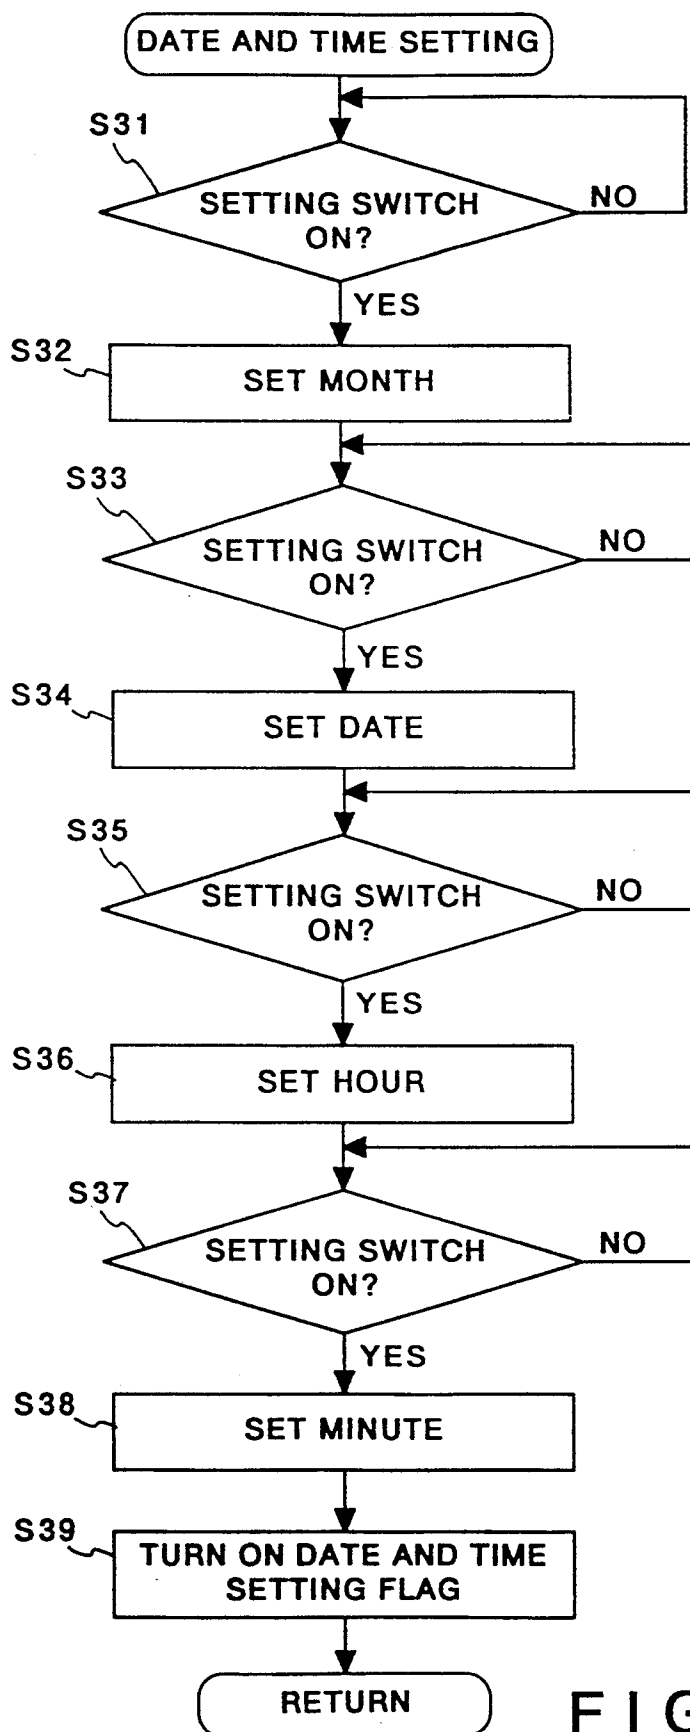 DATE AND TIME SETTING
S31
SETTING SWITCH
ON?
NO
YES
S32
SET MONTH
S33
SETTING SWITCH
ON?
NO
YES
S34
SET DATE
S35
SETTING SWITCH
ON?
NO
YES
S36
SET HOUR
S37
SETTING SWITCH
ON?
NO
YES
S38
SET MINUTE
S39
TURN ON DATE AND TIME
SETTING FLAG
RETURN
FIG